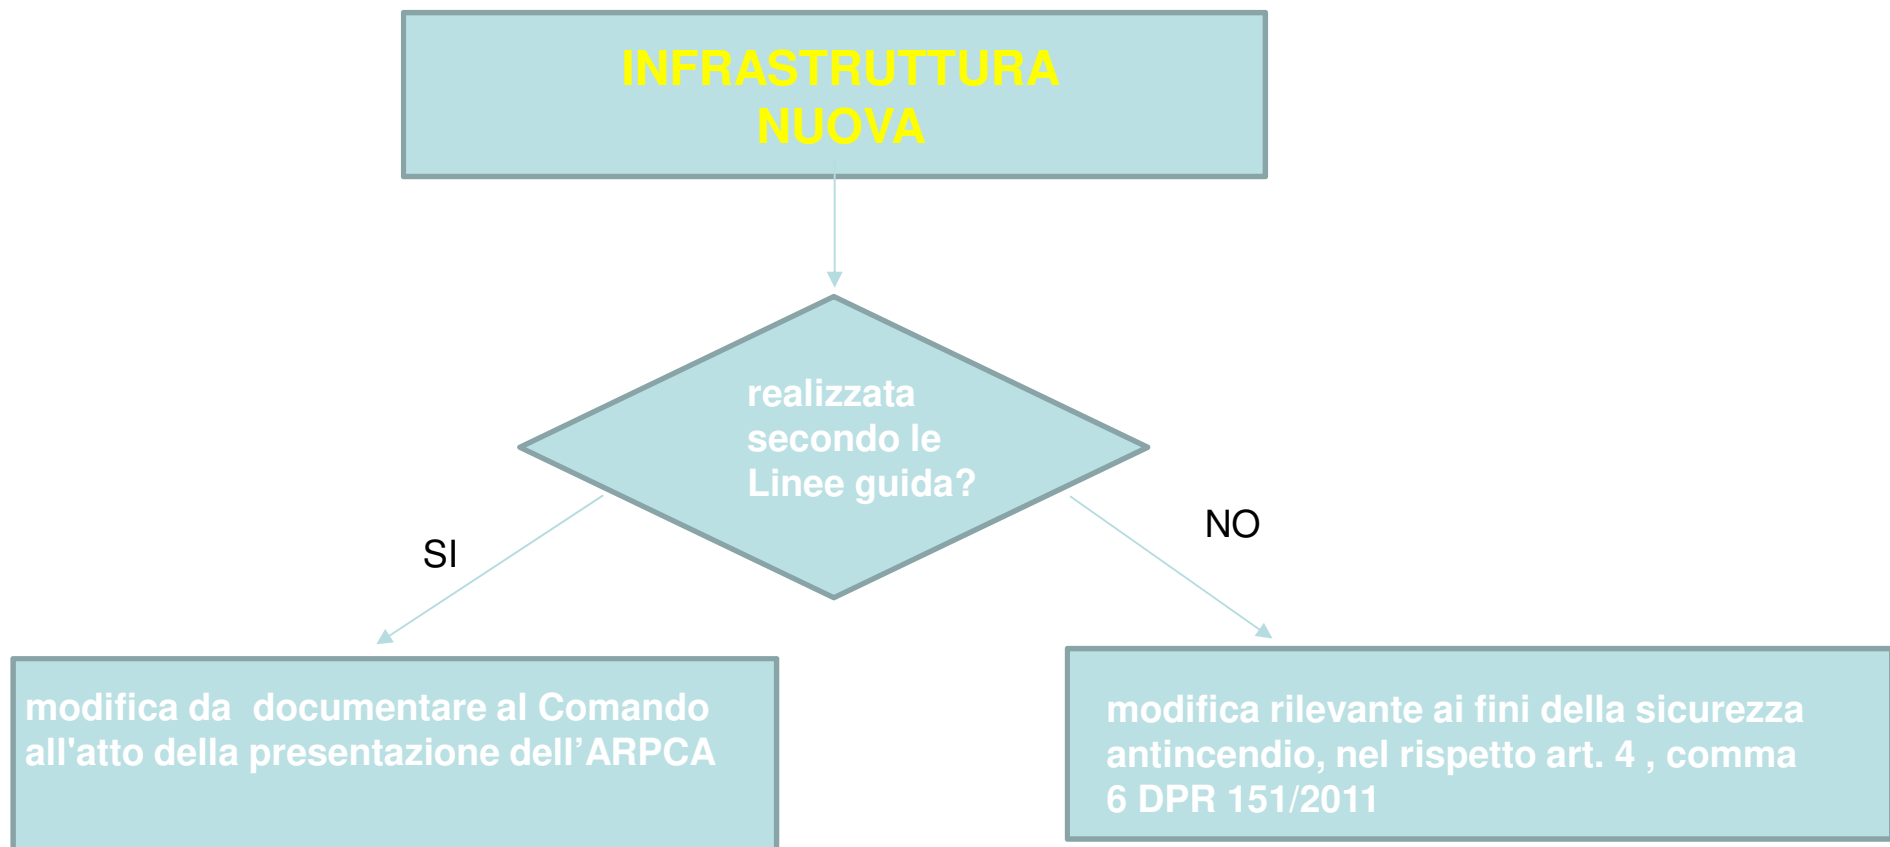 INFRASTRUTTURA
NUOVA
realizzata
secondo le
Linee guida?
SI
NO
modifica da  documentare al Comando
all'atto della presentazione dell’ARPCA
modifica rilevante ai fini della sicurezza
antincendio, nel rispetto art. 4 , comma
6 DPR 151/2011